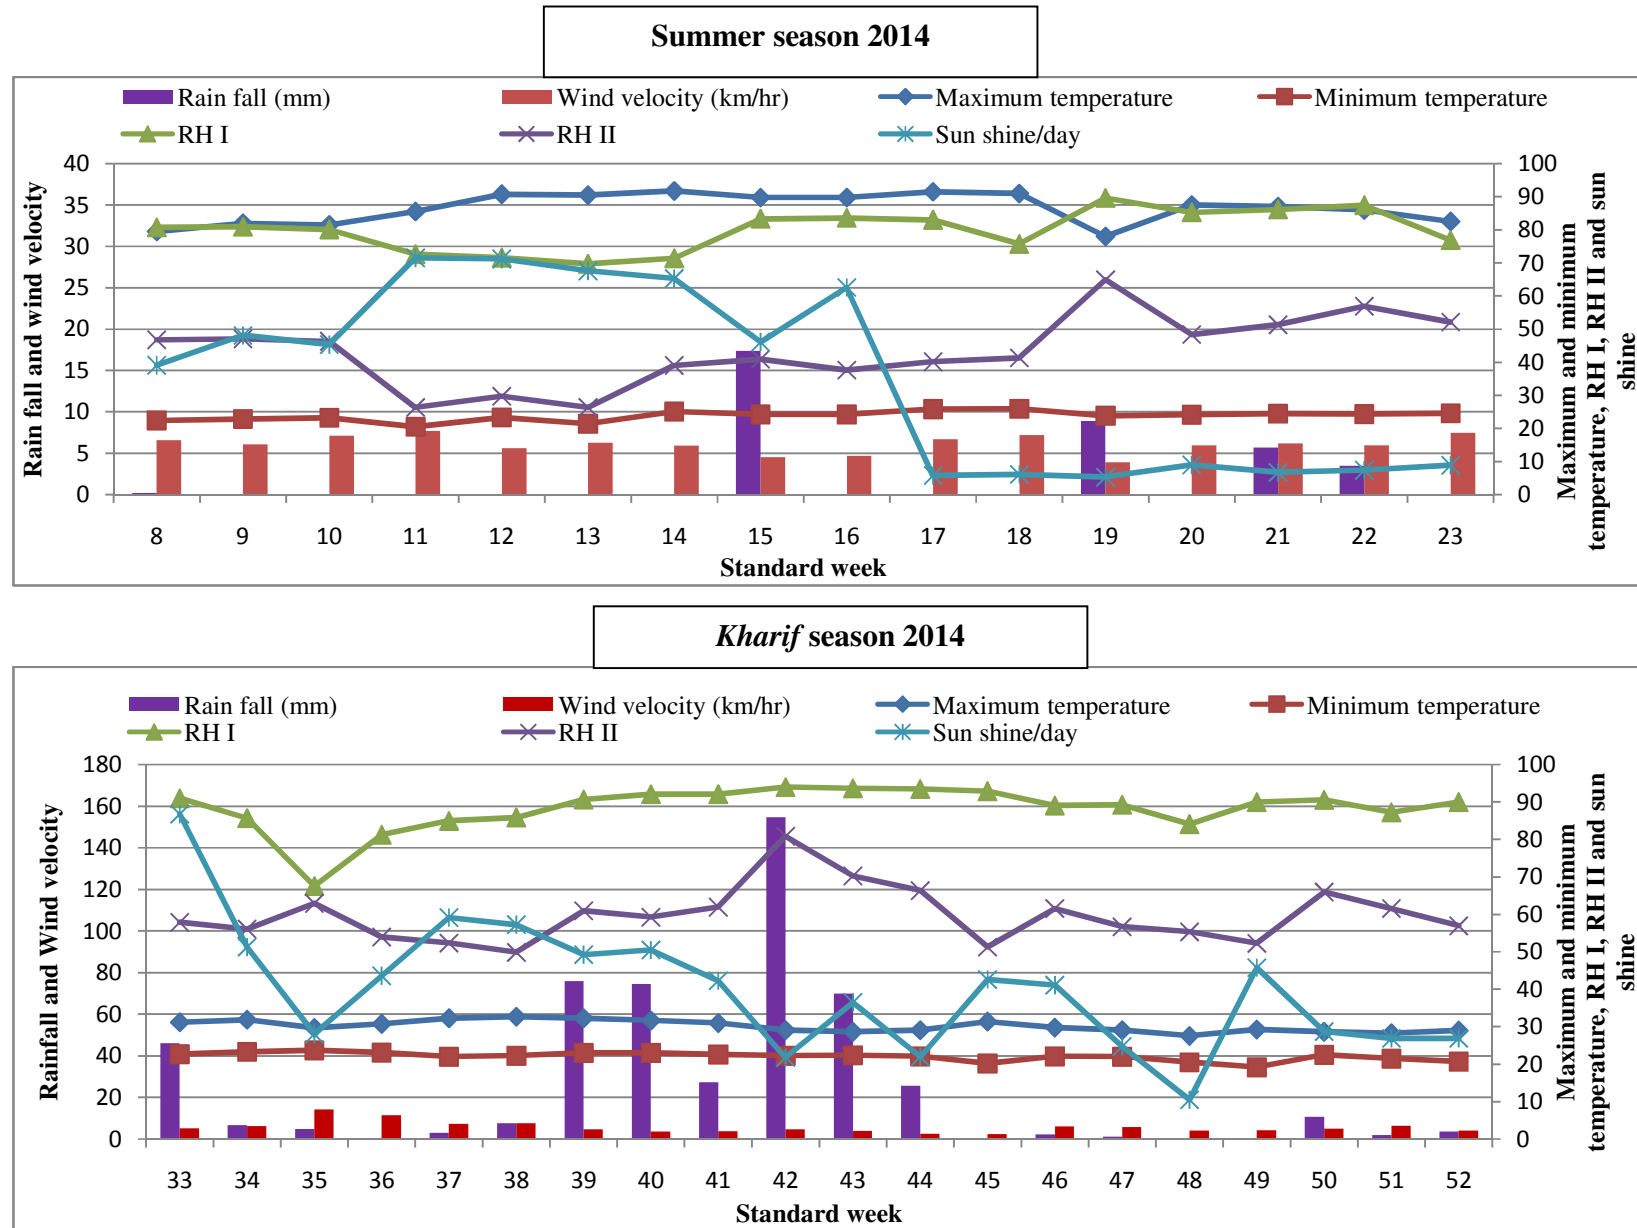 Summer season 2014
Rain fall (mm) Wind velocity (km/hr) Maximum temperature Minimum temperature
RH I RH II Sun shine/day
40
35
30
25
20
15
10
5
0
Rain fall and wind velocity
100
90
80
70
60
50
40
30
20
10
0
Maximum and minimum
temperature, RH I, RH II and sun
shine
8 9 10 11 12 13 14 15 16 17 18 19 20 21 22 23
Standard week
Kharif season 2014
Rain fall (mm) Wind velocity (km/hr) Maximum temperature Minimum temperature
RH I RH II Sun shine/day
180
160
140
120
100
80
60
40
20
0
Rainfall and Wind velocity
100
90
80
70
60
50
40
30
20
10
0
Maximum and minimum
temperature, RH I, RH II and sun
shine
33 34 35 36 37 38 39 40 41 42 43 44 45 46 47 48 49 50 51 52
Standard week